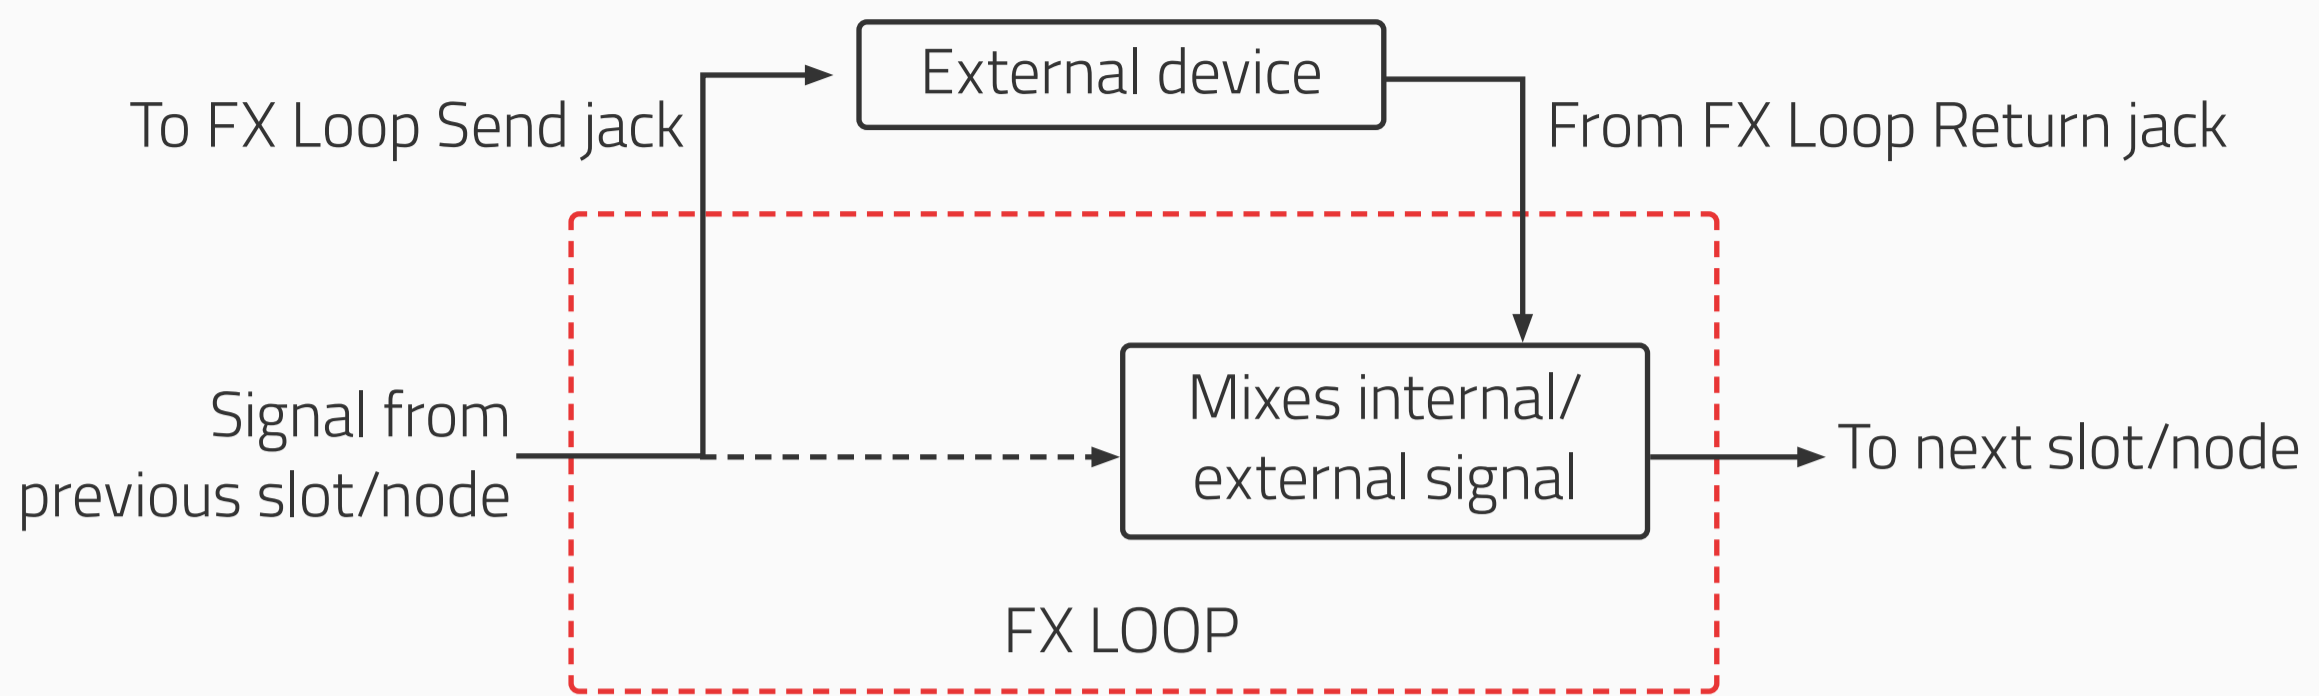 External device
To FX Loop Send jack
From FX Loop Return jack
Signal from
previous slot/node
Mixes internal/
external signal
To next slot/node
FX LOOP